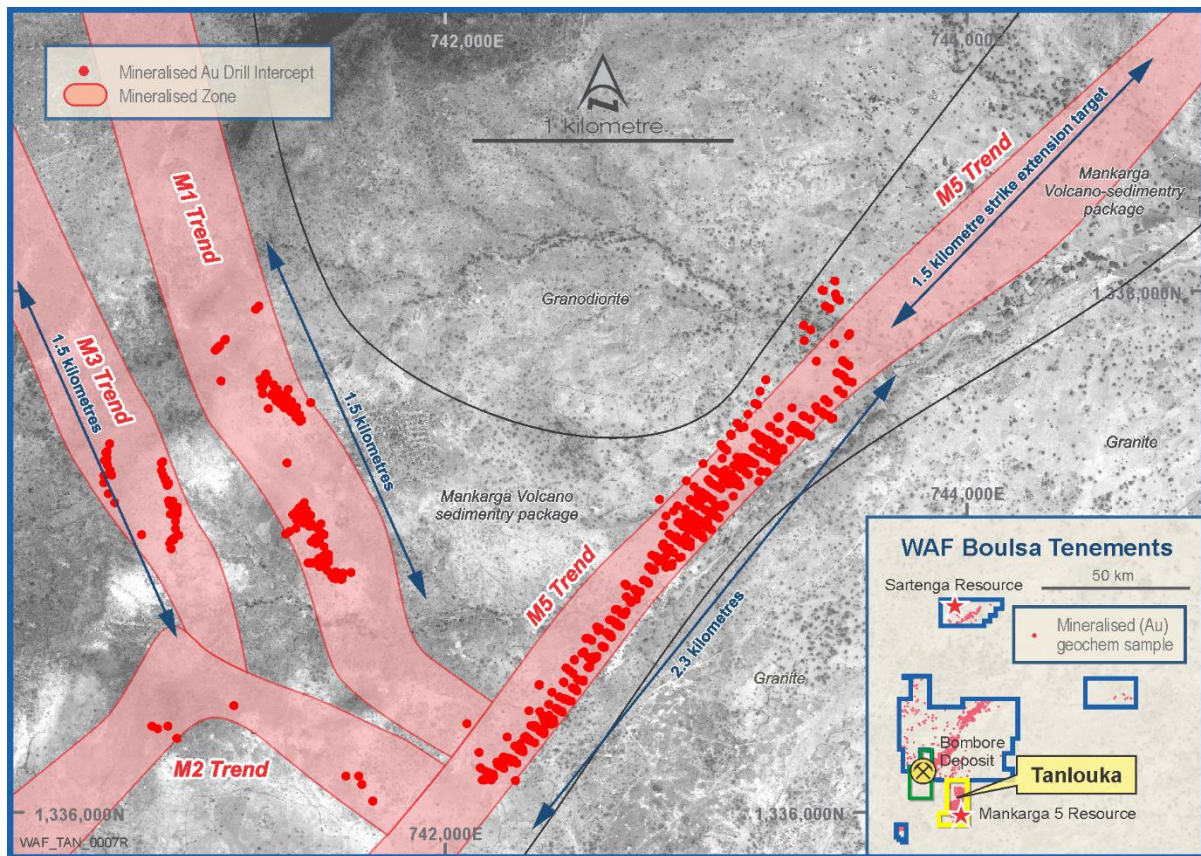 742,000E
744,000E
Mineralised Au Drill Intercept
Mineralised Zone
N
1 kilometre
M1 Trend
M5 Trend
1.5 kilometre strike extension target
Mankarga
Volcano-sedimentry
package
Granodiorite
1,338,000N
M3 Trend
1.5 kilometres
1.5 kilometres
Granite
Mankarga Volcano
sedimentry package
744,000E
M5 Trend
2.3 kilometres
Granite
M2 Trend
1,336,000N
742,000E
WAF_TAN_0007R
WAF Boulsa Tenements
50 km
Sartenga Resource
Mineralised (Au)
geochem sample
Bombore
Deposit
Tanlouka
Mankarga 5 Resource